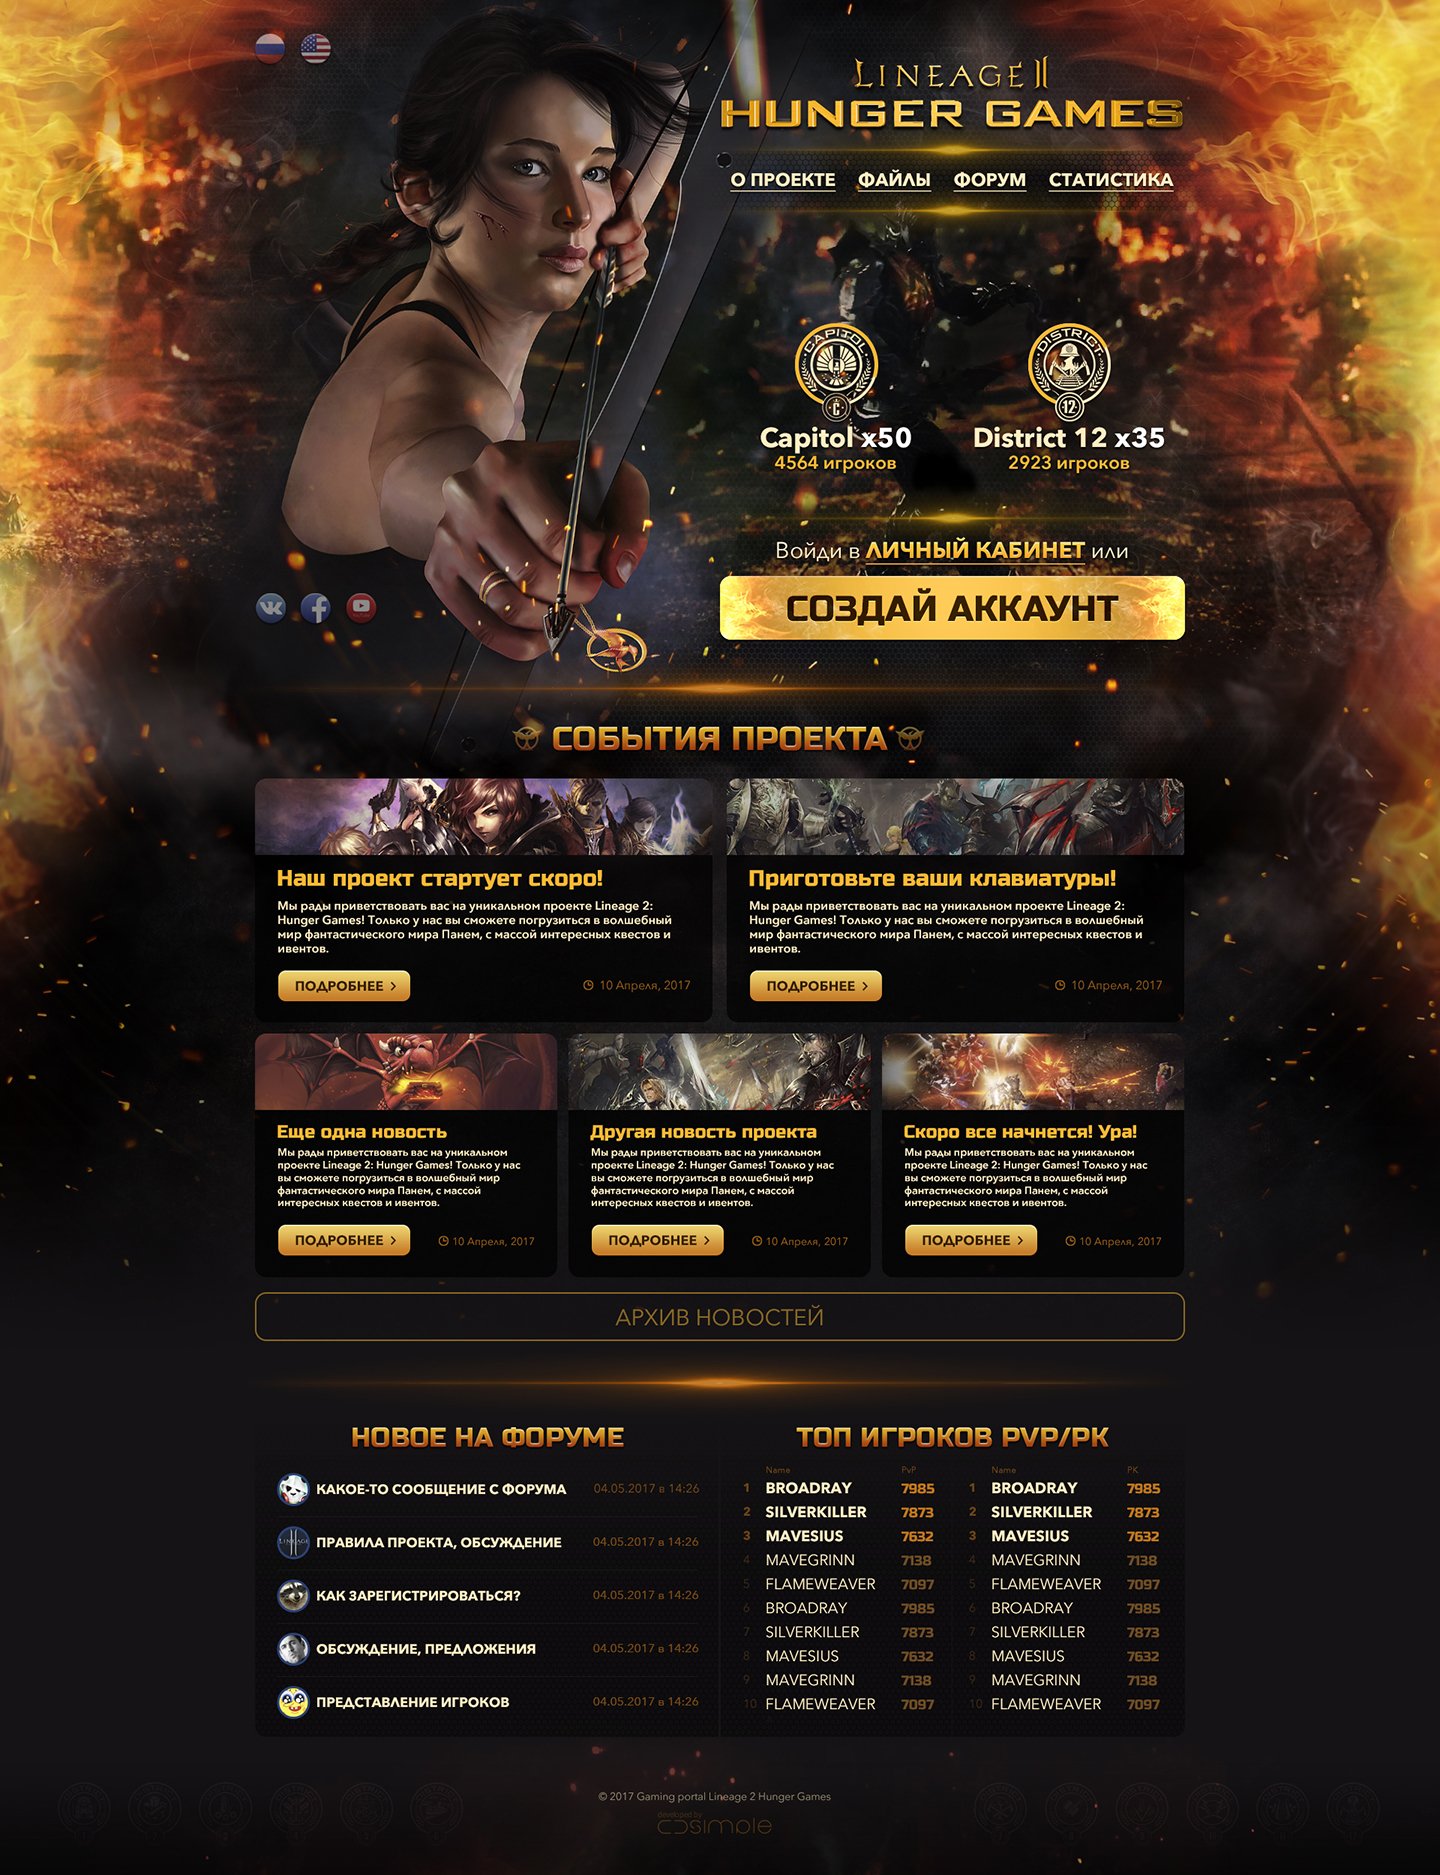 LINEAGE II
HUNGER GAMES
О ПРОЕКТЕ ФАЙЛЫ ФОРУМ СТАТИСТИКА
CAPITOL
C
DISTRICT
12
Capitol x50
4564 игроков
District 12 x35
2923 игроков
Войди в ЛИЧНЫЙ КАБИНЕТ или
СОЗДАЙ АККАУНТ
СОБЫТИЯ ПРОЕКТА
Наш проект стартует скоро!
Мы рады приветствовать вас на уникальном проекте Lineage 2:
Hunger Games! Только у нас вы сможете погрузиться в волшебный
мир фантастического мира Панем, с массой интересных квестов и
ивентов.
ПОДРОБНЕЕ >
10 Апреля, 2017
Приготовьте ваши клавиатуры!
Мы рады приветствовать вас на уникальном проекте Lineage 2:
Hunger Games! Только у нас вы сможете погрузиться в волшебный
мир фантастического мира Панем, с массой интересных квестов и
ивентов.
ПОДРОБНЕЕ >
10 Апреля, 2017
Еще одна новость
Мы рады приветствовать вас на уникальном
проекте Lineage 2: Hunger Games! Только у нас
вы сможете погрузиться в волшебный мир
фантастического мира Панем, с массой
интересных квестов и ивентов.
ПОДРОБНЕЕ >
10 Апреля, 2017
Другая новость проекта
Мы рады приветствовать вас на уникальном
проекте Lineage 2: Hunger Games! Только у нас
вы сможете погрузиться в волшебный мир
фантастического мира Панем, с массой
интересных квестов и ивентов.
ПОДРОБНЕЕ >
10 Апреля, 2017
Скоро все начнется! Ура!
Мы рады приветствовать вас на уникальном
проекте Lineage 2: Hunger Games! Только у нас
вы сможете погрузиться в волшебный мир
фантастического мира Панем, с массой
интересных квестов и ивентов.
ПОДРОБНЕЕ >
10 Апреля, 2017
АРХИВ НОВОСТЕЙ
НОВОЕ НА ФОРУМЕ
КАКОЕ-ТО СООБЩЕНИЕ С ФОРУМА 04.05.2017 в 14:26
ПРАВИЛА ПРОЕКТА, ОБСУЖДЕНИЕ 04.05.2017 в 14:26
КАК ЗАРЕГИСТРИРОВАТЬСЯ? 04.05.2017 в 14:26
ОБСУЖДЕНИЕ, ПРЕДЛОЖЕНИЯ 04.05.2017 в 14:26
ПРЕДСТАВЛЕНИЕ ИГРОКОВ 04.05.2017 в 14:26
ТОП ИГРОКОВ PVP/PK
Name PvP
1 BROADRAY 7985
2 SILVERKILLER 7873
3 MAVESIUS 7632
4 MAVEGRINN 7138
5 FLAMEWEAVER 7097
6 BROADRAY 7985
7 SILVERKILLER 7873
8 MAVESIUS 7632
9 MAVEGRINN 7138
10 FLAMEWEAVER 7097
Name PK
1 BROADRAY 7985
2 SILVERKILLER 7873
3 MAVESIUS 7632
4 MAVEGRINN 7138
5 FLAMEWEAVER 7097
6 BROADRAY 7985
7 SILVERKILLER 7873
8 MAVESIUS 7632
9 MAVEGRINN 7138
10 FLAMEWEAVER 7097
© 2017 Gaming portal Lineage 2 Hunger Games
developed by